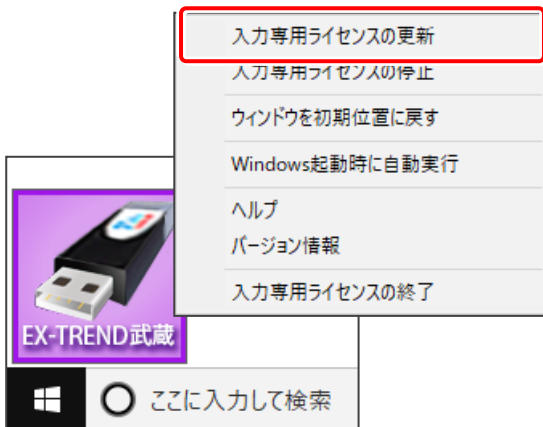 入力専用ライセンスの更新
入力専用ライセンスの停止
ウィンドウを初期位置に戻す
Windows起動時に自動実行
ヘルプ
バージョン情報
入力専用ライセンスの終了
EX-TREND武蔵
ここに入力して検索